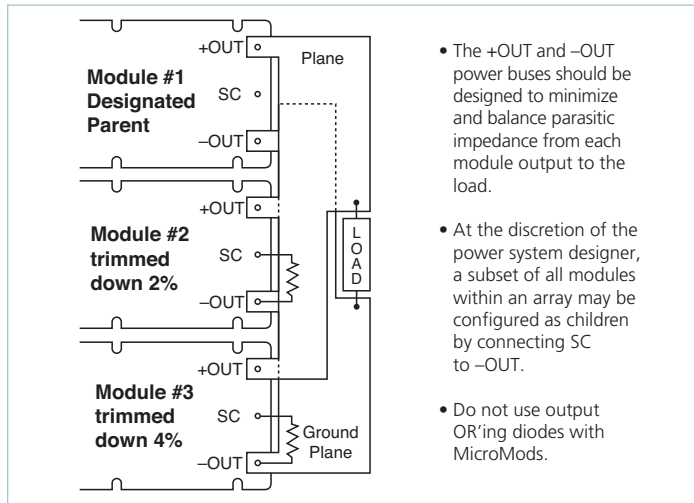 +OUT
Plane
Module #1
Designated
Parent
SC
–OUT
+OUT
Module #2
trimmed
down 2%
SC
–OUT
LOAD
+OUT
Module #3
trimmed
down 4%
SC
Ground
Plane
–OUT
• The +OUT and –OUT
power buses should be
designed to minimize
and balance parasitic
impedance from each
module output to the
load.
• At the discretion of the
power system designer,
a subset of all modules
within an array may be
configured as children
by connecting SC
to –OUT.
• Do not use output
OR'ing diodes with
MicroMods.